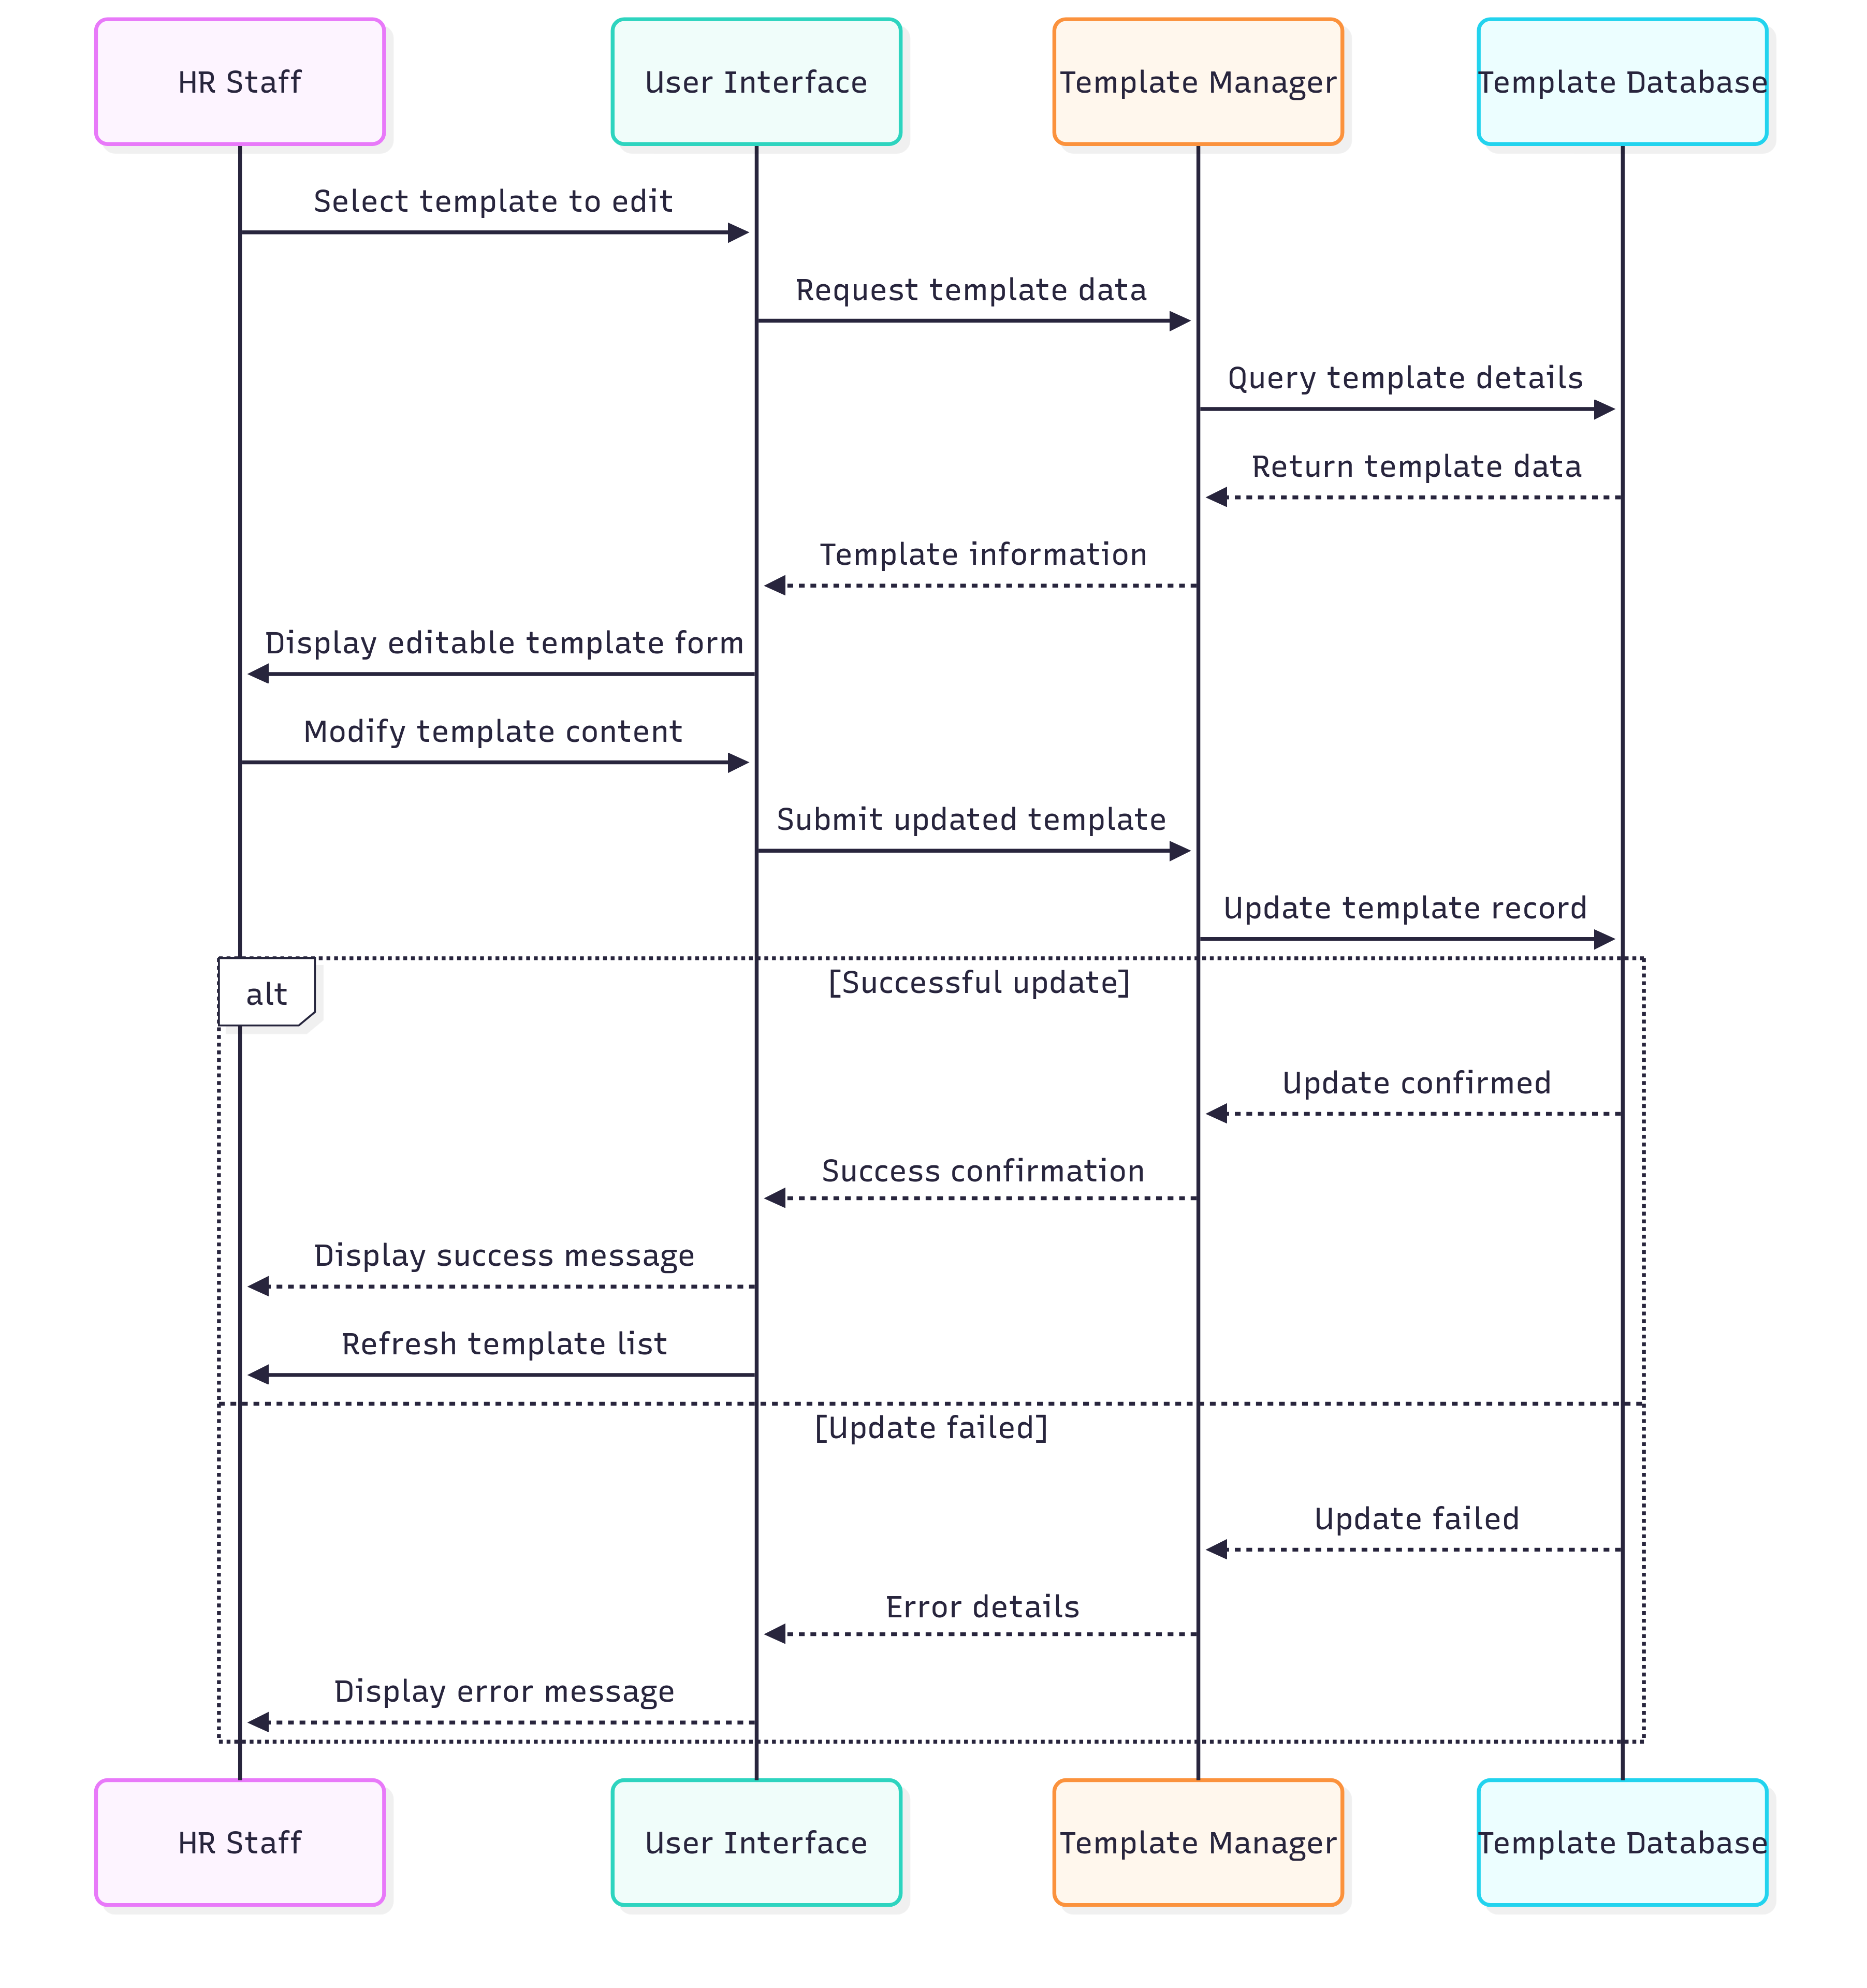 HR Staff
User Interface
Template Manager
Template Database
Select template to edit
Request template data
Query template details
Return template data
Template information
Display editable template form
Modify template content
Submit updated template
Update template record
alt
[Successful update]
Update confirmed
Success confirmation
Display success message
Refresh template list
[Update failed]
Update failed
Error details
Display error message
HR Staff
User Interface
Template Manager
Template Database